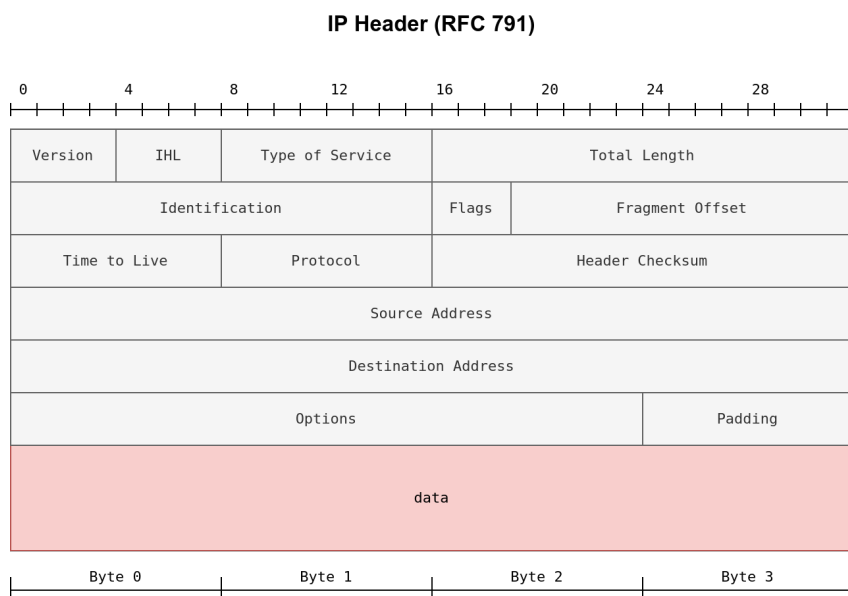 IP Header (RFC 791)
0 4 8 12 16 20 24 28
Version IHL Type of Service Total Length
Identification Flags Fragment Offset
Time to Live Protocol Header Checksum
Source Address
Destination Address
Options Padding
data
Byte 0 Byte 1 Byte 2 Byte 3